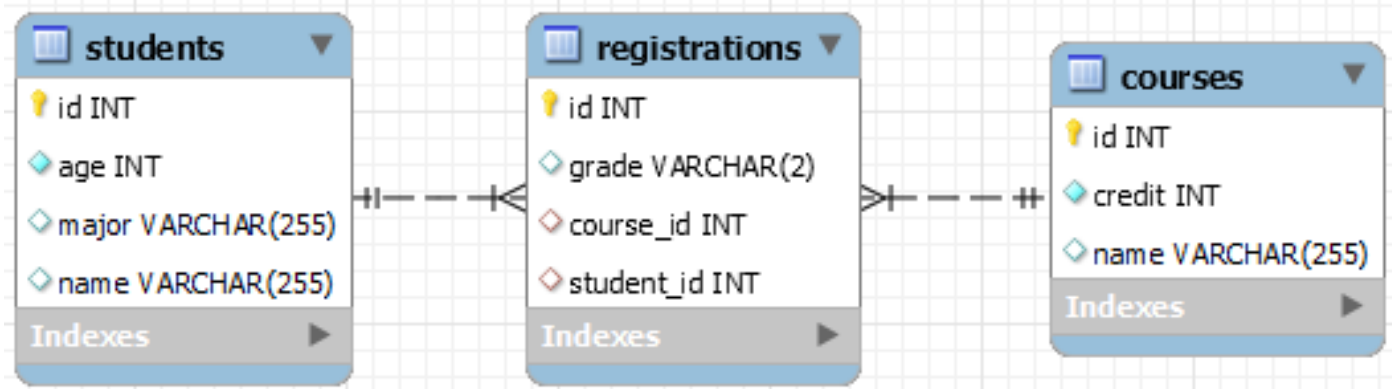 students
id INT
age INT
major VARCHAR(255)
name VARCHAR(255)
Indexes
registrations
id INT
grade VARCHAR(2)
course_id INT
student_id INT
Indexes
courses
id INT
credit INT
name VARCHAR(255)
Indexes